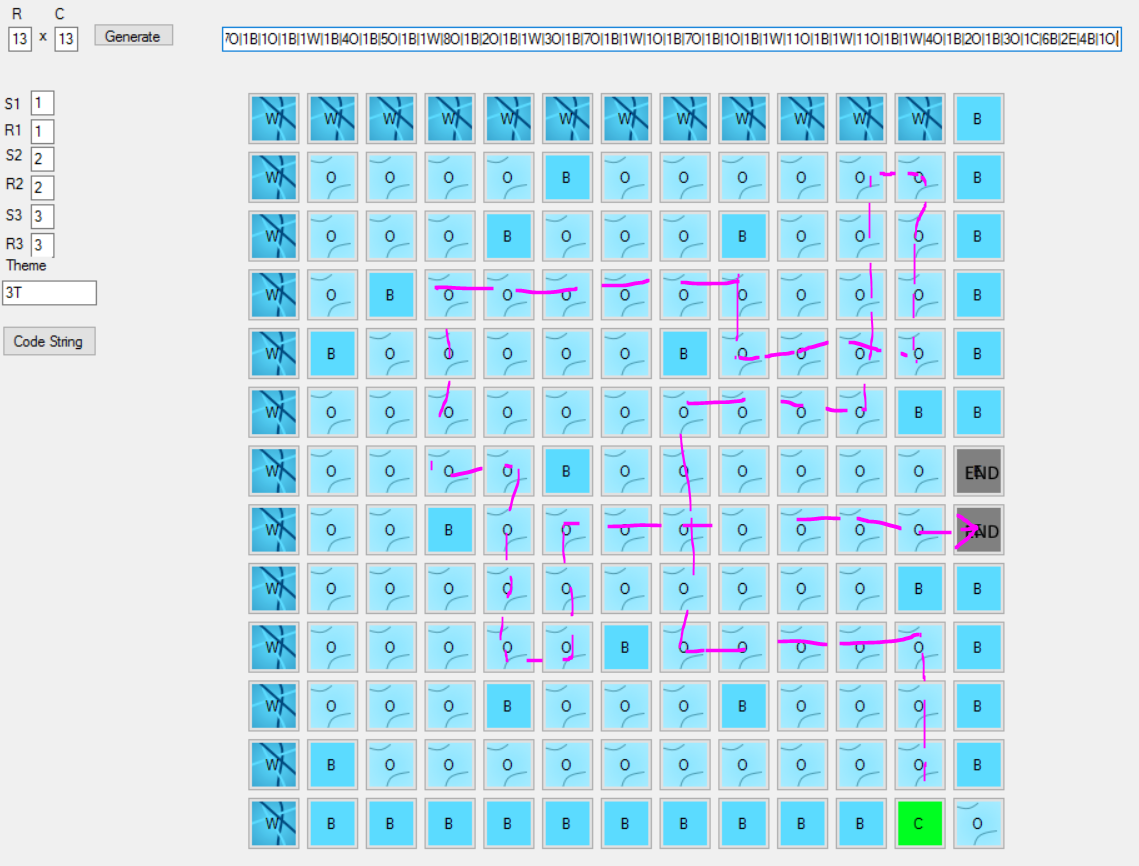 R C
13 x 13 Generate 7O|1B|1O|1B|1W|1B|4O|1B|5O|1B|1W|8O|1B|2O|1B|1W|3O|1B|7O|1B|1W|1O|1B|7O|1B|1O|1B|1W|11O|1B|1W|11O|1B|1W|4O|1B|2O|1B|3O|1C|6B|2E|4B|1O|
S1 1
R1 1
S2 2
R2 2
S3 3
R3 3
Theme
3T
Code String
W W W W W W W W W W W W B
W O O O O B O O O O O O B
W O O O B O O O B O O O B
W O B O O O O O O O O O B
W B O O O O O B O O O O B
W O O O O O O O O O O B B
W O O O O B O O O O O O END
W O O B O O O O O O O O END
W O O O O O O O O O O B B
W O O O O O B O O O O O B
W O O O B O O O B O O O B
W B O O O O O O O O O O B
W B B B B B B B B B B C O